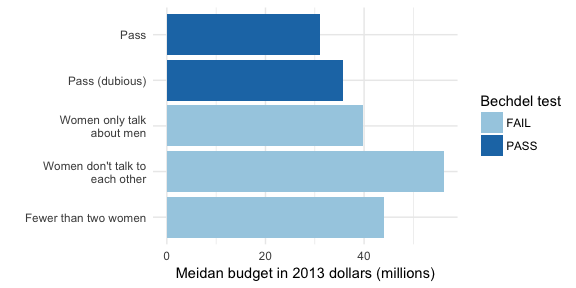 Pass
Pass (dubious)
Women only talk
about men
Women don't talk to
each other
Fewer than two women
0
20
40
Meidan budget in 2013 dollars (millions)
Bechdel test
FAIL
PASS